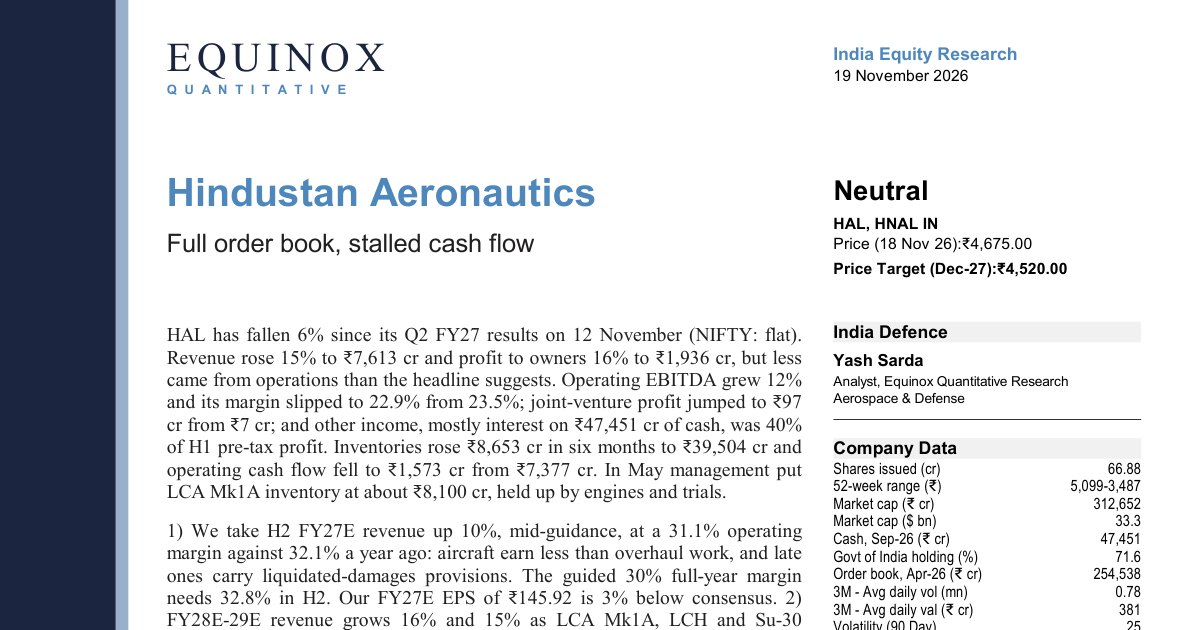 EQUINOX
QUANTITATIVE
India Equity Research
19 November 2026
Hindustan Aeronautics
Full order book, stalled cash flow
Neutral
HAL, HNAL IN
Price (18 Nov 26):₹4,675.00
Price Target (Dec-27):₹4,520.00
HAL has fallen 6% since its Q2 FY27 results on 12 November (NIFTY: flat).
Revenue rose 15% to ₹7,613 cr and profit to owners 16% to ₹1,936 cr, but less
came from operations than the headline suggests. Operating EBITDA grew 12%
and its margin slipped to 22.9% from 23.5%; joint-venture profit jumped to ₹97
cr from ₹7 cr; and other income, mostly interest on ₹47,451 cr of cash, was 40%
of H1 pre-tax profit. Inventories rose ₹8,653 cr in six months to ₹39,504 cr and
operating cash flow fell to ₹1,573 cr from ₹7,377 cr. In May management put
LCA Mk1A inventory at about ₹8,100 cr, held up by engines and trials.
1) We take H2 FY27E revenue up 10%, mid-guidance, at a 31.1% operating
margin against 32.1% a year ago: aircraft earn less than overhaul work, and late
ones carry liquidated-damages provisions. The guided 30% full-year margin
needs 32.8% in H2. Our FY27E EPS of ₹145.92 is 3% below consensus. 2)
FY28E-29E revenue grows 16% and 15% as LCA Mk1A, LCH and Su-30
India Defence
Yash Sarda
Analyst, Equinox Quantitative Research
Aerospace & Defense
Company Data
Shares issued (cr) 66.88
52-week range (₹) 5,099-3,487
Market cap (₹ cr) 312,652
Market cap ($ bn) 33.3
Cash, Sep-26 (₹ cr) 47,451
Govt of India holding (%) 71.6
Order book, Apr-26 (₹ cr) 254,538
3M - Avg daily vol (mn) 0.78
3M - Avg daily val (₹ cr) 381
Volatility (90 Day) 25